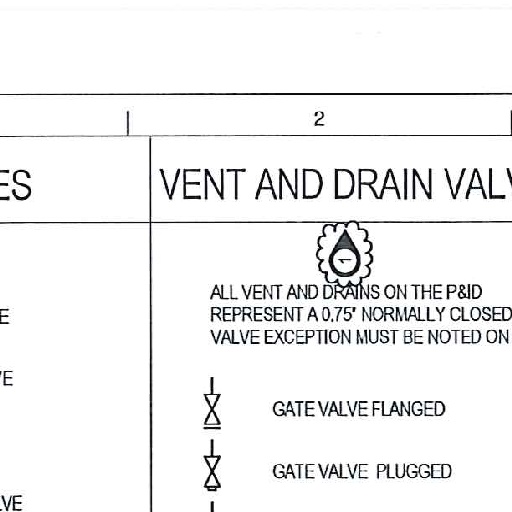 2
ES
VENT AND DRAIN VALV
1
ALL VENT AND DRAINS ON THE P&ID
REPRESENT A 0.75" NORMALLY CLOSED
VALVE EXCEPTION MUST BE NOTED ON
E
VE
GATE VALVE FLANGED
GATE VALVE PLUGGED
LVE